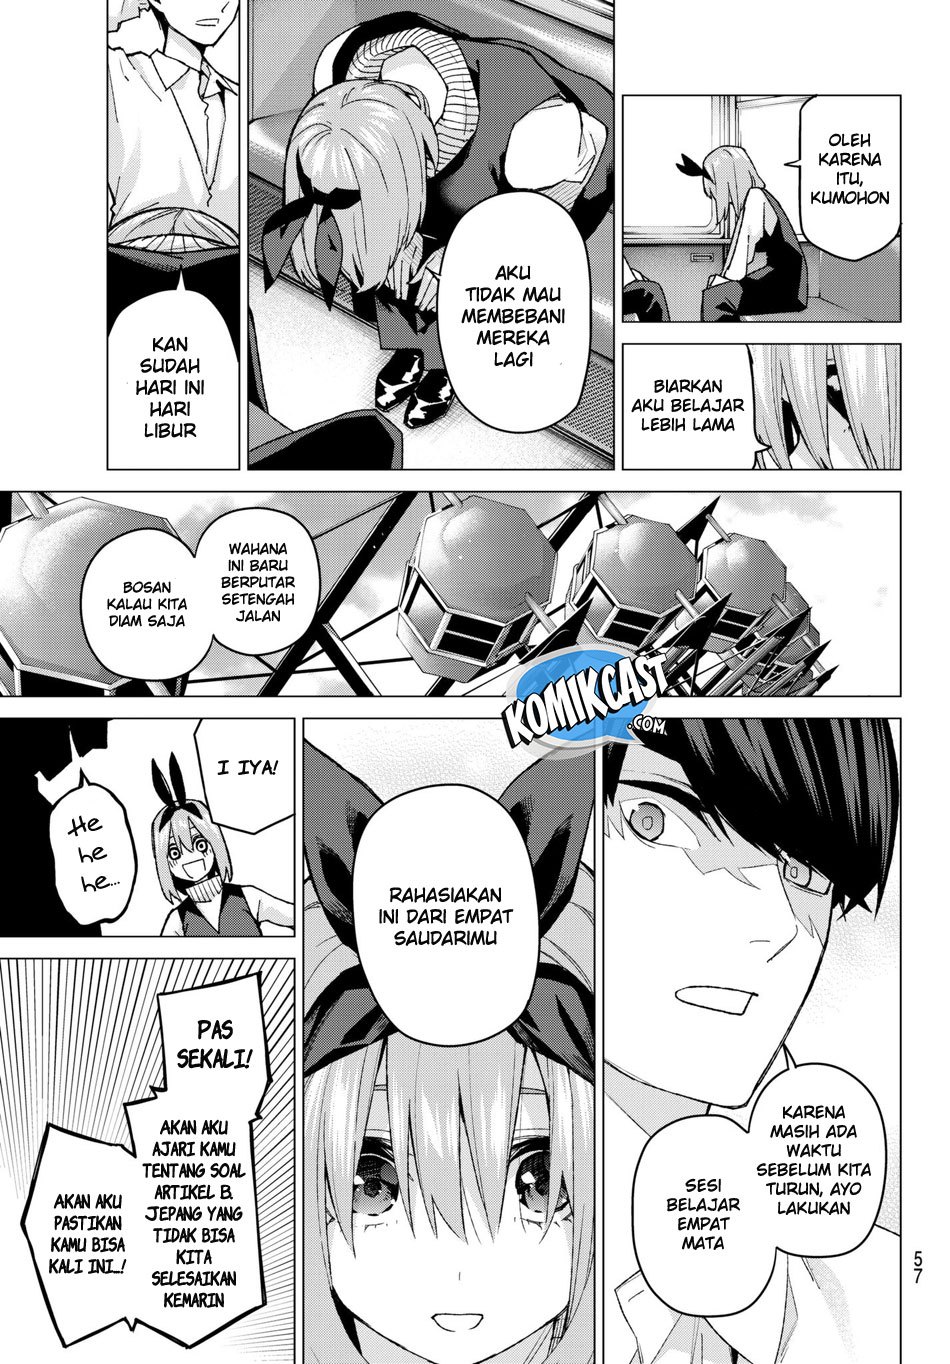 OLEH
KARENA
ITU,
KUMOHON
BIARKAN
AKU BELAJAR
LEBIH LAMA
AKU
TIDAK MAU
MEMBEBANI
MEREKA
LAGI
KAN
SUDAH
HARI INI
HARI
LIBUR
WAHANA
INI BARU
BERPUTAR
SETENGAH
JALAN
BOSAN
KALAU KITA
DIAM SAJA
KOMIKCAST
.COM
KARENA
MASIH ADA
WAKTU
SEBELUM KITA
TURUN, AYO
LAKUKAN
SESI
BELAJAR
EMPAT
MATA
RAHASIAKAN
INI DARI EMPAT
SAUDARIMU
I IYA!
He
he
he...
PAS
SEKALI!
AKAN AKU
AJARI KAMU
TENTANG SOAL
ARTIKEL B.
JEPANG YANG
TIDAK BISA
KITA
SELESAIKAN
KEMARIN
AKAN AKU
PASTIKAN
KAMU BISA
KALI INI...!
57